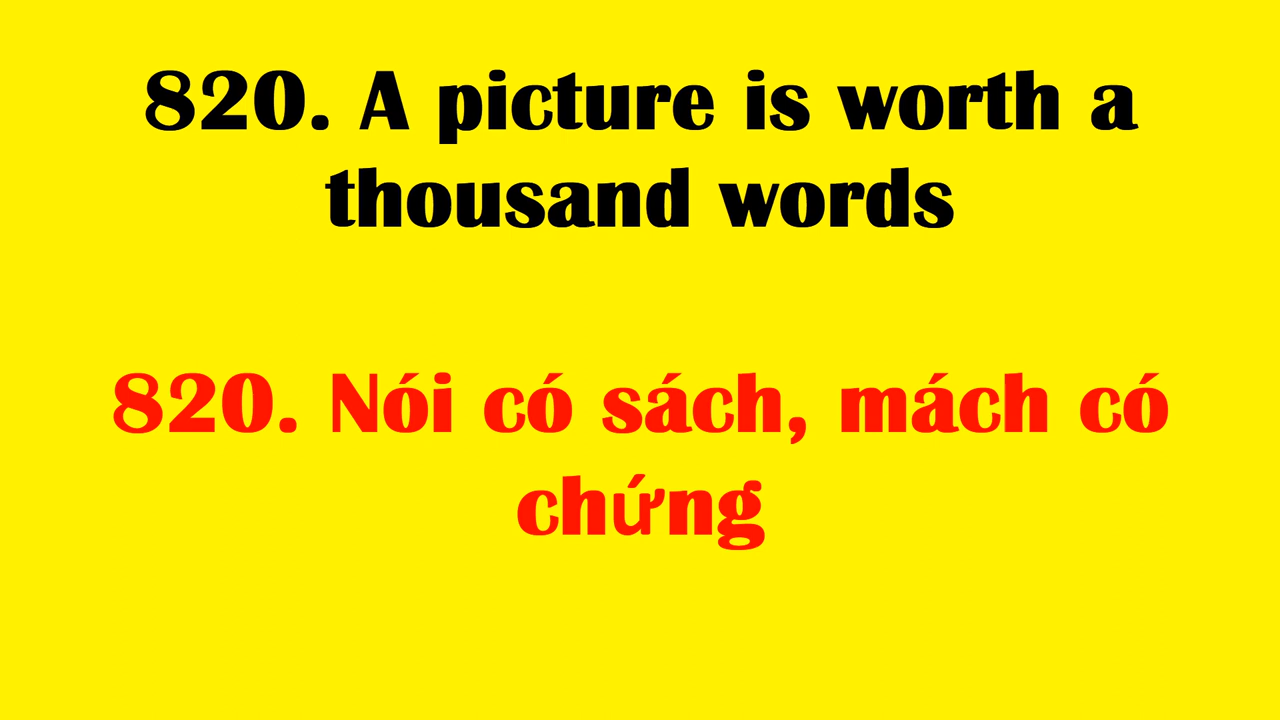 820. A picture is worth a
thousand words
820. Nói có sách, mách có
chứng